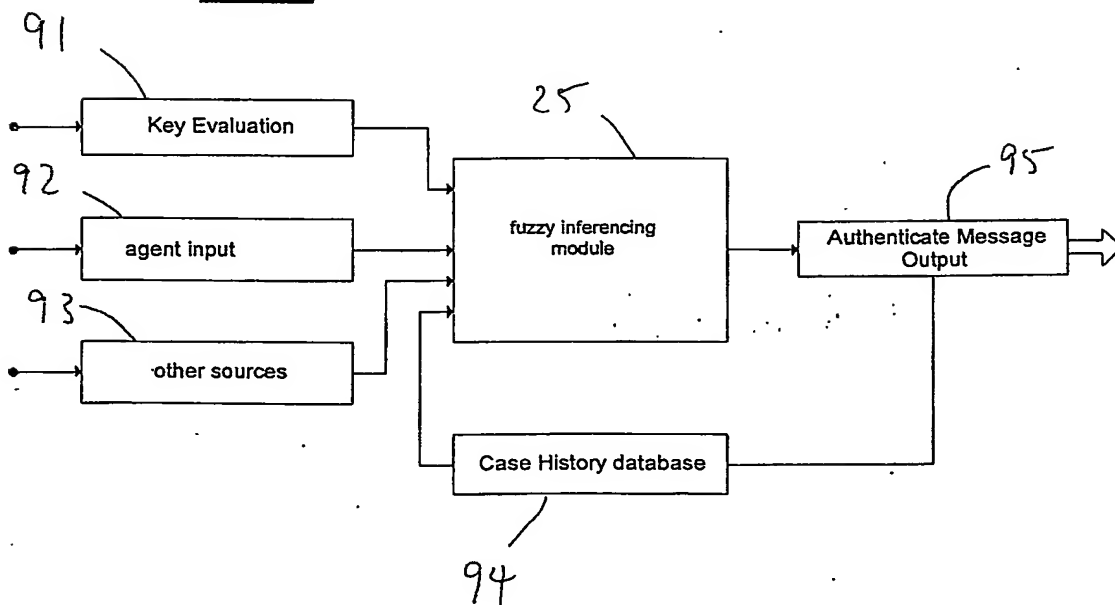 91
Key Evaluation
25
92
agent input
fuzzy inferencing
module
95
Authenticate Message
Output
93
other sources
Case History database
94